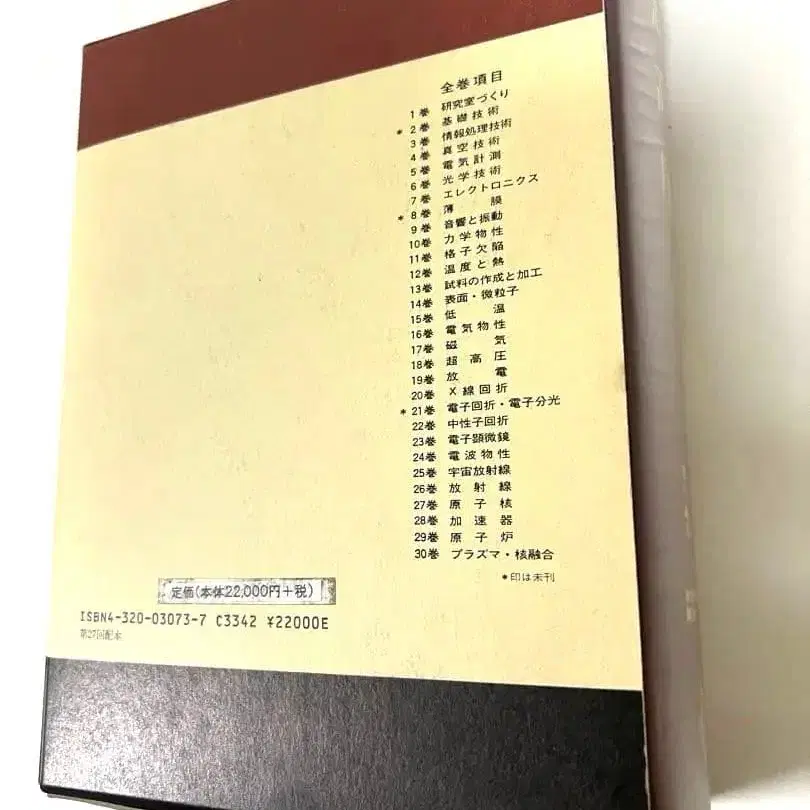 全巻項目
1巻 研究室づくり
* 2巻 基礎技術
3巻 情報処理技術
4巻 真空技術
5巻 電気計測
6巻 光学技術
7巻 エレクトロニクス
* 8巻 薄膜
9巻 音響と振動
10巻 力学物性
11巻 格子欠陥
12巻 温度と熱
13巻 試料の作成と加工
14巻 表面・微粒子
15巻 低温
16巻 電気物性
17巻 磁気
18巻 超高圧
19巻 放電
20巻 X線回折
* 21巻 電子回折・電子分光
22巻 中性子回折
23巻 電子顕微鏡
24巻 電波物性
25巻 宇宙放射線
26巻 放射線
27巻 原子核
28巻 加速器
29巻 原子炉
30巻 プラズマ・核融合
*印は未刊
定価(本体22,000円+税)
ISBN4-320-03073-7 C3342 ¥22000E
第27回配本